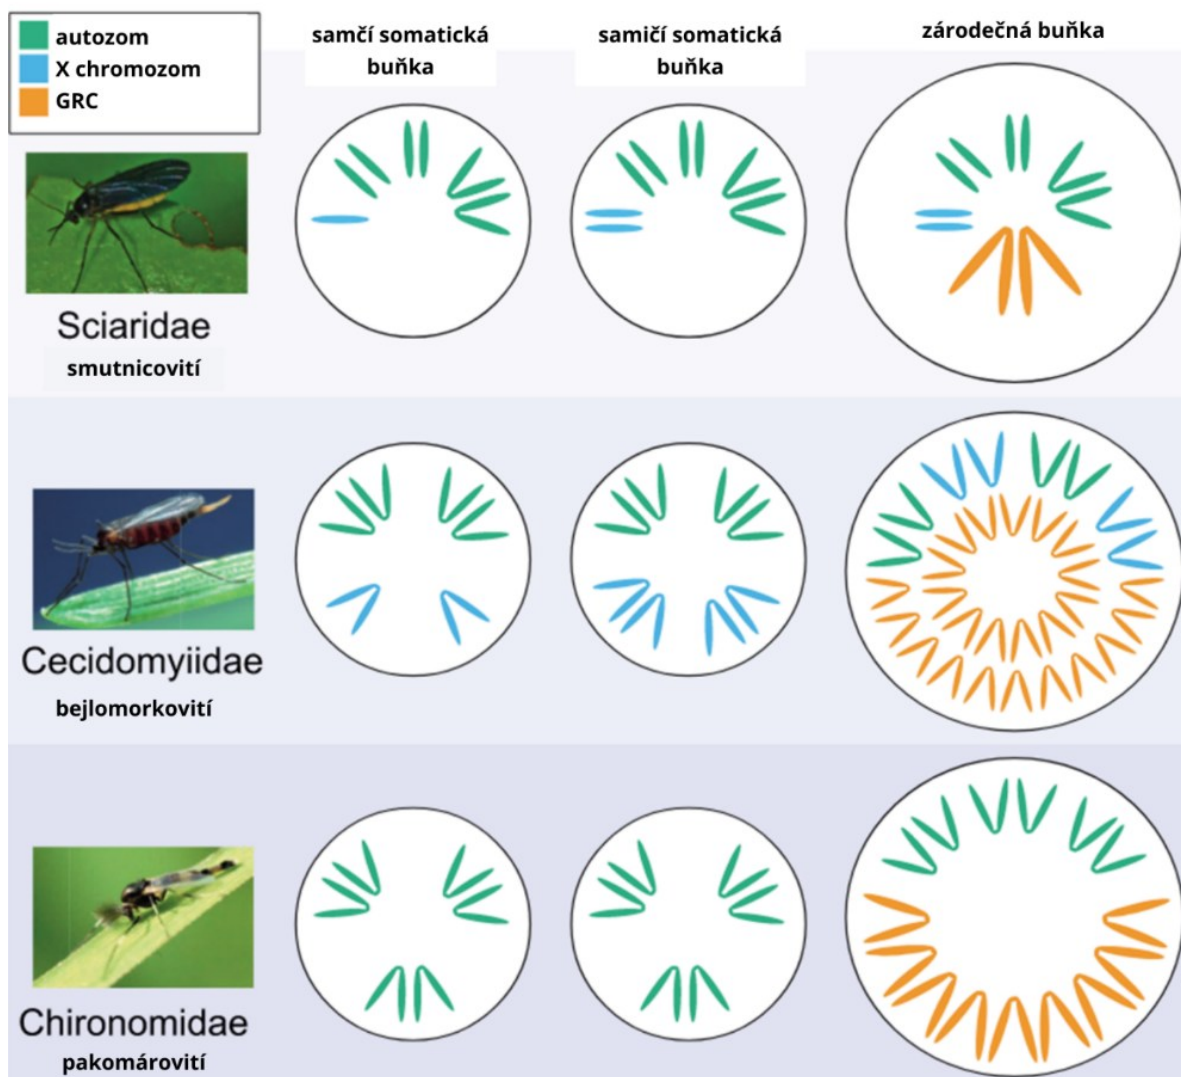 autozom
X chromozom
GRC
samčí somatická
buňka
samičí somatická
buňka
zárodečná buňka
Sciaridae
smutnicovití
Cecidomyiidae
bejlomorkovití
Chironomidae
pakomárovití